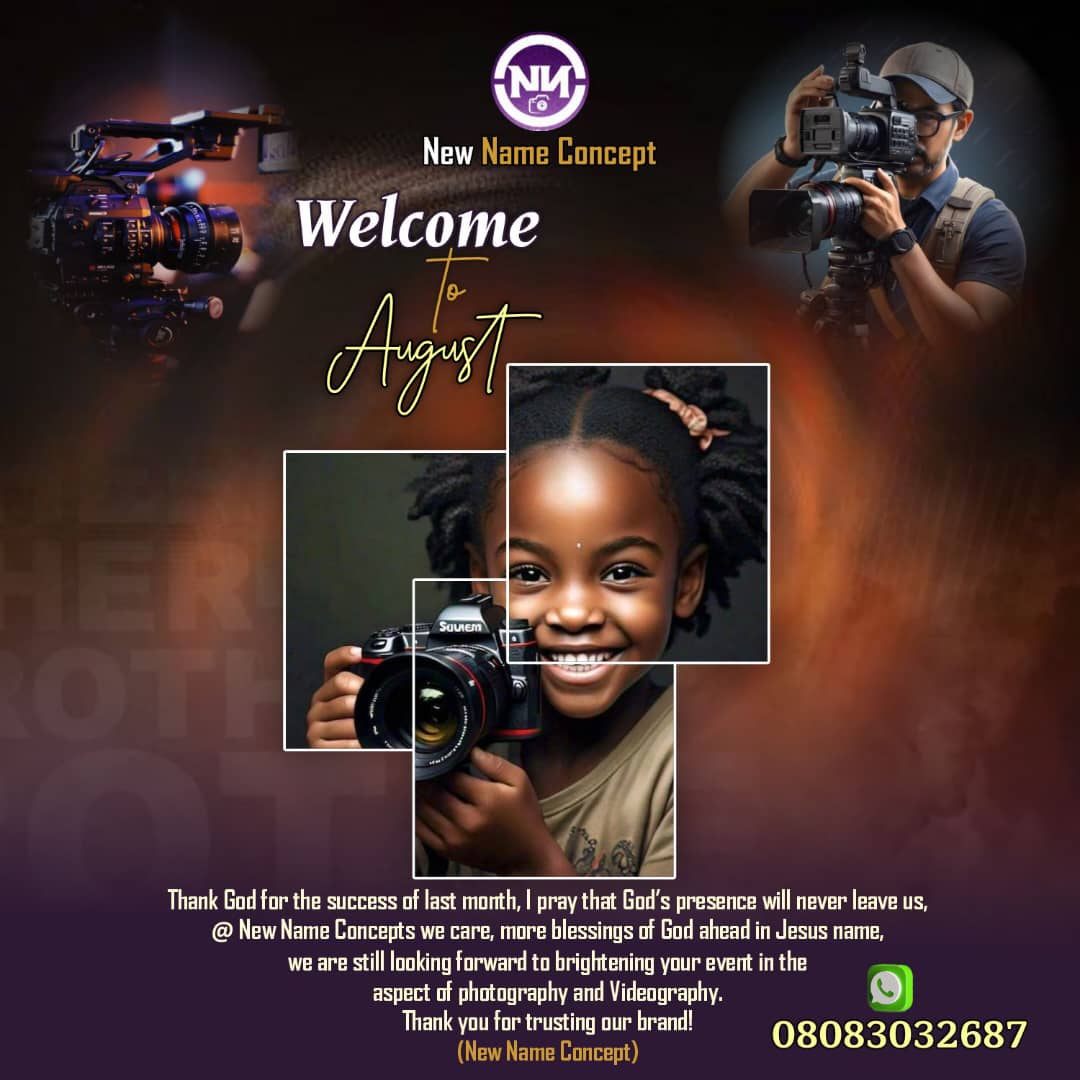 NN
New Name Concept
Welcome
To
August
Sauiem
Thank God for the success of last month, I pray that God's presence will never leave us,
@ New Name Concepts we care, more blessings of God ahead in Jesus name,
we are still looking forward to brightening your event in the
aspect of photography and Videography.
Thank you for trusting our brand!
(New Name Concept)
08083032687